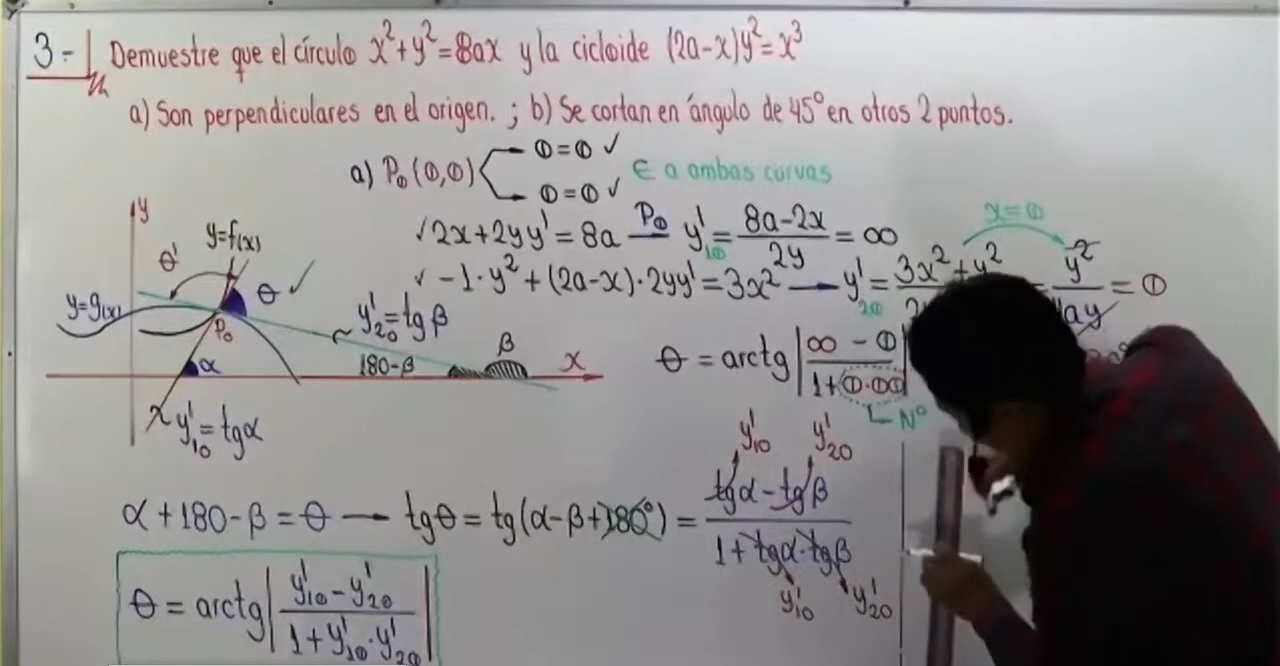 3-| Demuestre que el círculo x²+y²=8ax y la cicloide (2a-x)y²=x³
a) Son perpendiculares en el origen. ; b) Se cortan en ángulo de 45° en otros 2 puntos.
a) P₀(0,0)
0=0 ✓
0=0 ✓
∈ a ambas curvas
✓ 2x+2yy'=8a —P₀→ y'₁₀ = (8a-2x)/(2y) = ∞
x=0
✓ -1·y²+(2a-x)·2yy'=3x² → y'₂₀ = (3x²+y²)/ = y²/ ay = 0
θ = arctg|(∞-0)/(1+0·∞)|
└ Nº
y
y=f(x)
θ'
θ ✓
y=g(x)
P₀
y'₂₀=tgβ
180-β
β
x
α
y'₁₀=tgα
α+180-β=θ — tgθ=tg(α-β+180°) = (tgα-tgβ)/(1+tgα·tgβ)
y'₁₀ y'₂₀
y'₁₀ y'₂₀
θ = arctg|(y'₁₀-y'₂₀)/(1+y'₁₀·y'₂₀)|